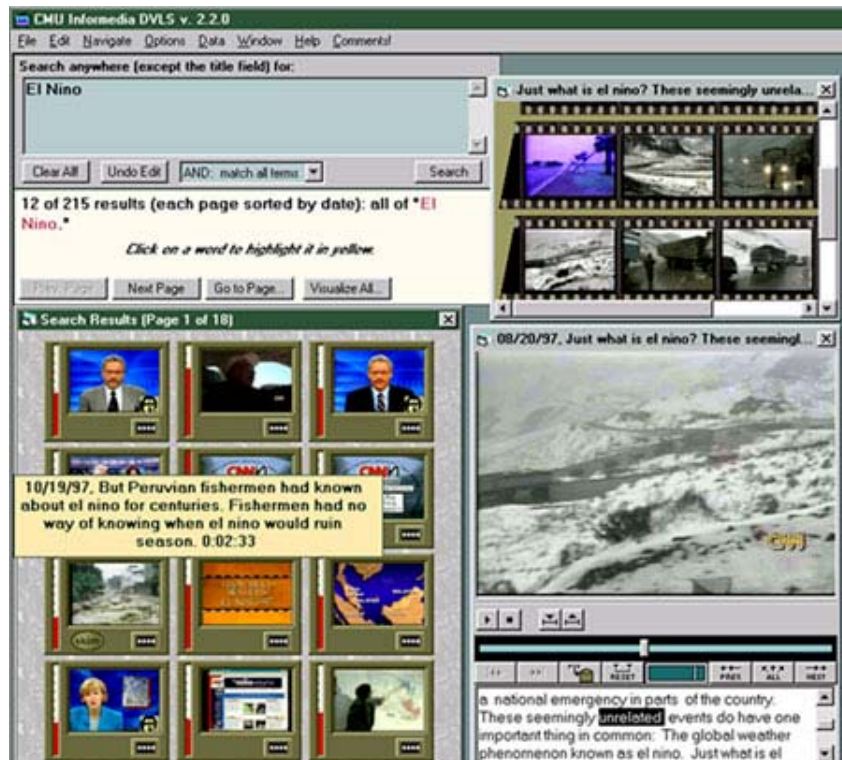 CMU Informedia DVLS v. 2.2.0
File Edit Navigate Options Data Window Help Comments!
Search anywhere (except the title field) for:
El Nino
Clear All! Undo Edit AND: match all terms Search
12 of 215 results (each page sorted by date): all of "El
Nino."
Click on a word to highlight it in yellow.
Prev. Page Next Page Go to Page... Visualize All...
Just what is el nino? These seemingly unrela...
Search Results (Page 1 of 18)
CNN
CNN
10/19/97, But Peruvian fishermen had known
about el nino for centuries. Fishermen had no
way of knowing when el nino would ruin
season. 0:02:33
08/20/97, Just what is el nino? These seemingl...
CNN
RESET PREV ALL NEXT
a national emergency in parts of the country.
These seemingly unrelated events do have one
important thing in common: The global weather
phenomenon known as el nino. Just what is el